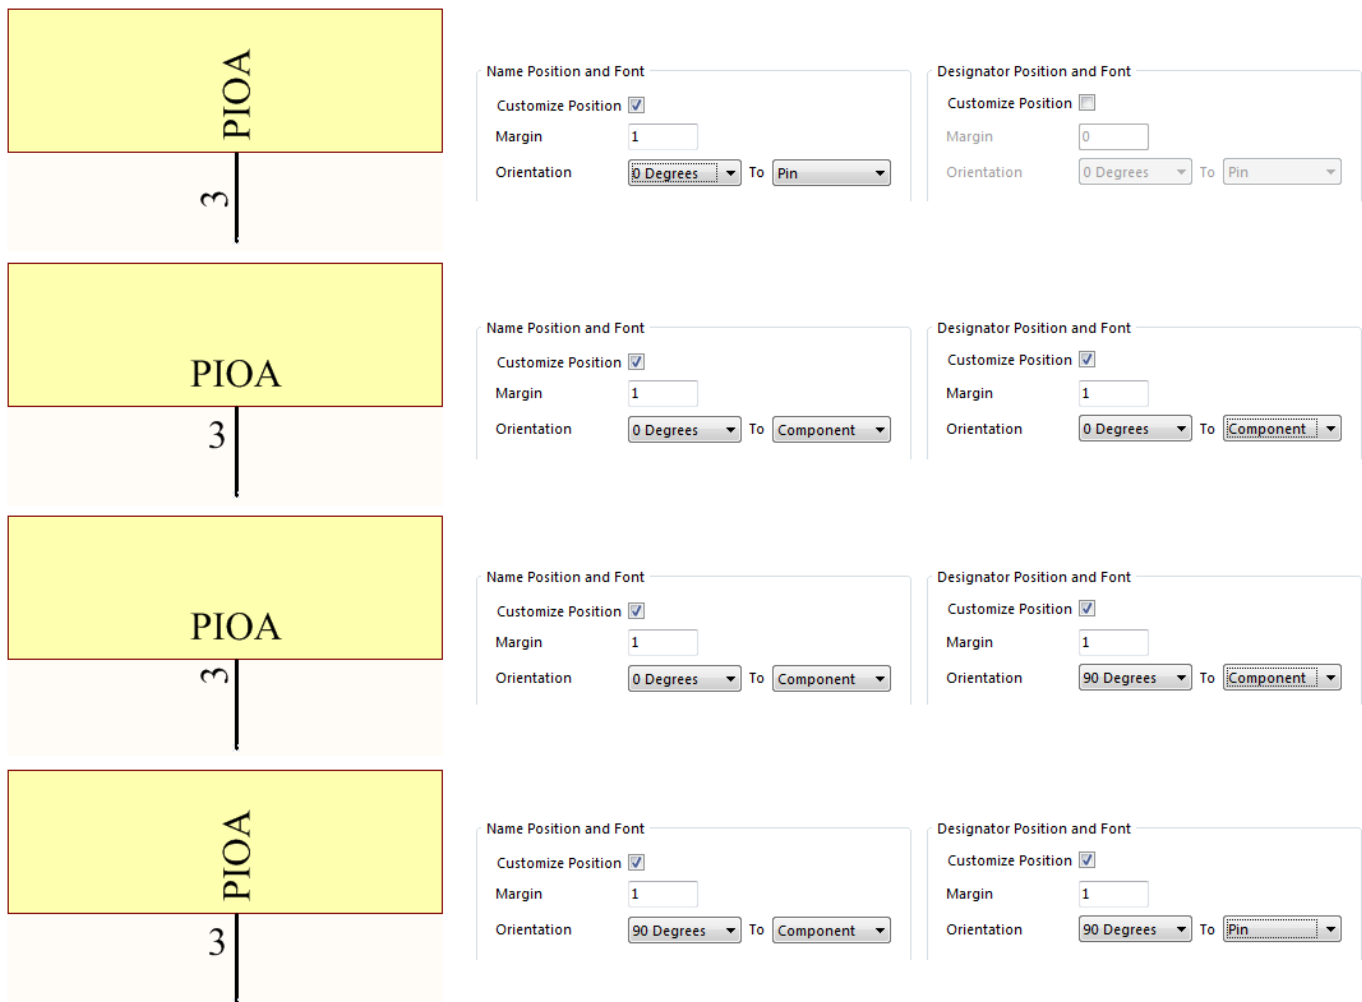 PIOA
3
Name Position and Font
Customize Position
Margin 1
Orientation 0 Degrees To Pin
Designator Position and Font
Customize Position
Margin 0
Orientation 0 Degrees To Pin
PIOA
3
Name Position and Font
Customize Position
Margin 1
Orientation 0 Degrees To Component
Designator Position and Font
Customize Position
Margin 1
Orientation 0 Degrees To Component
PIOA
3
Name Position and Font
Customize Position
Margin 1
Orientation 0 Degrees To Component
Designator Position and Font
Customize Position
Margin 1
Orientation 90 Degrees To Component
PIOA
3
Name Position and Font
Customize Position
Margin 1
Orientation 90 Degrees To Component
Designator Position and Font
Customize Position
Margin 1
Orientation 90 Degrees To Pin